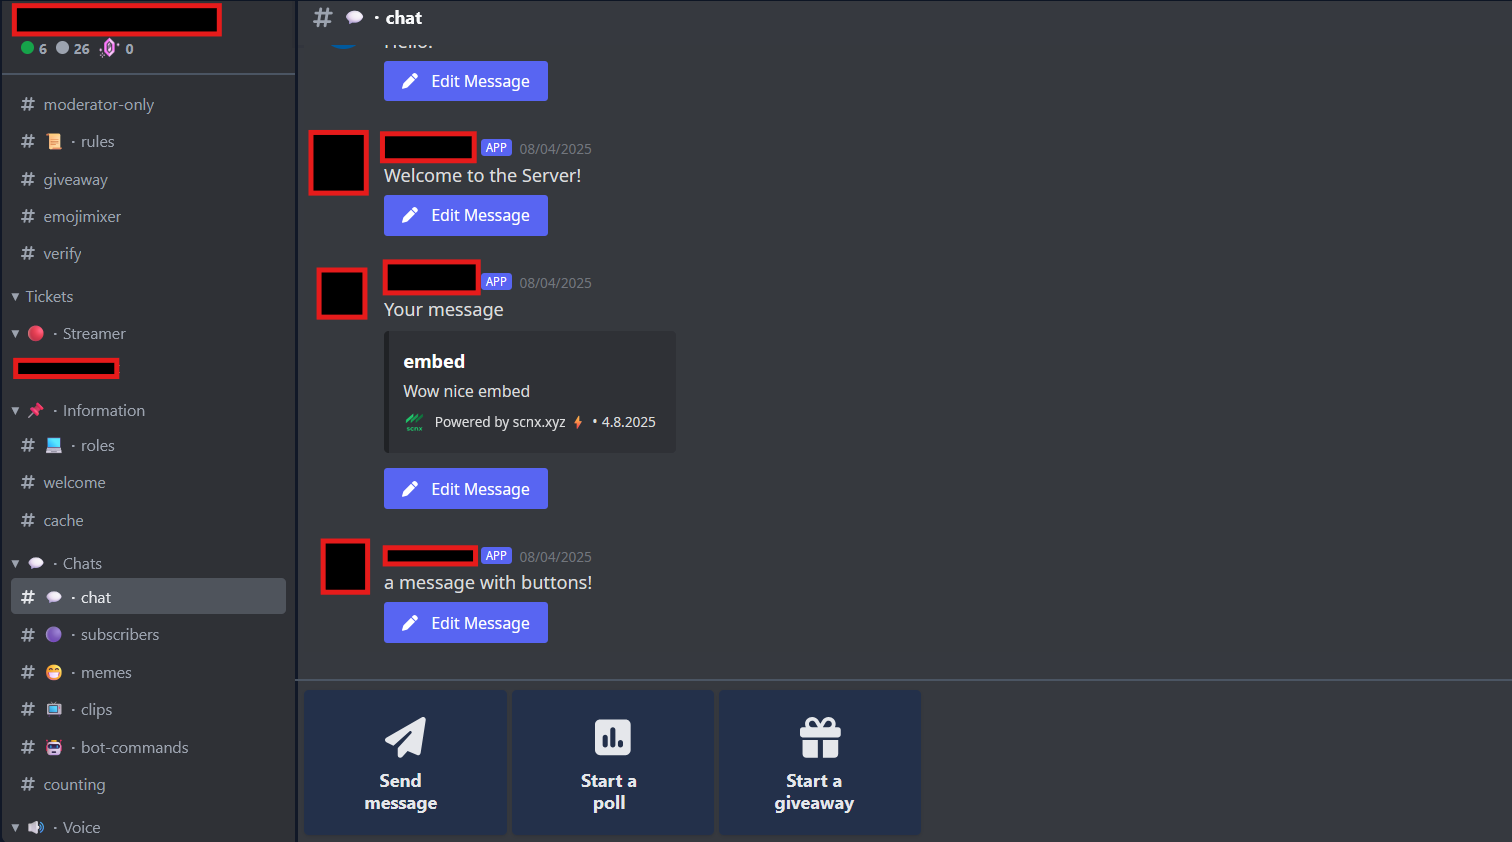 6 26 0
moderator-only
· rules
giveaway
emojimixer
verify
Tickets
· Streamer
· Information
· roles
welcome
cache
· Chats
· chat
· subscribers
· memes
· clips
· bot-commands
counting
· Voice
· chat
Hello!
Edit Message
APP 08/04/2025
Welcome to the Server!
Edit Message
APP 08/04/2025
Your message
embed
Wow nice embed
scnx Powered by scnx.xyz ⚡ • 4.8.2025
Edit Message
APP 08/04/2025
a message with buttons!
Edit Message
Send
message
Start a
poll
Start a
giveaway